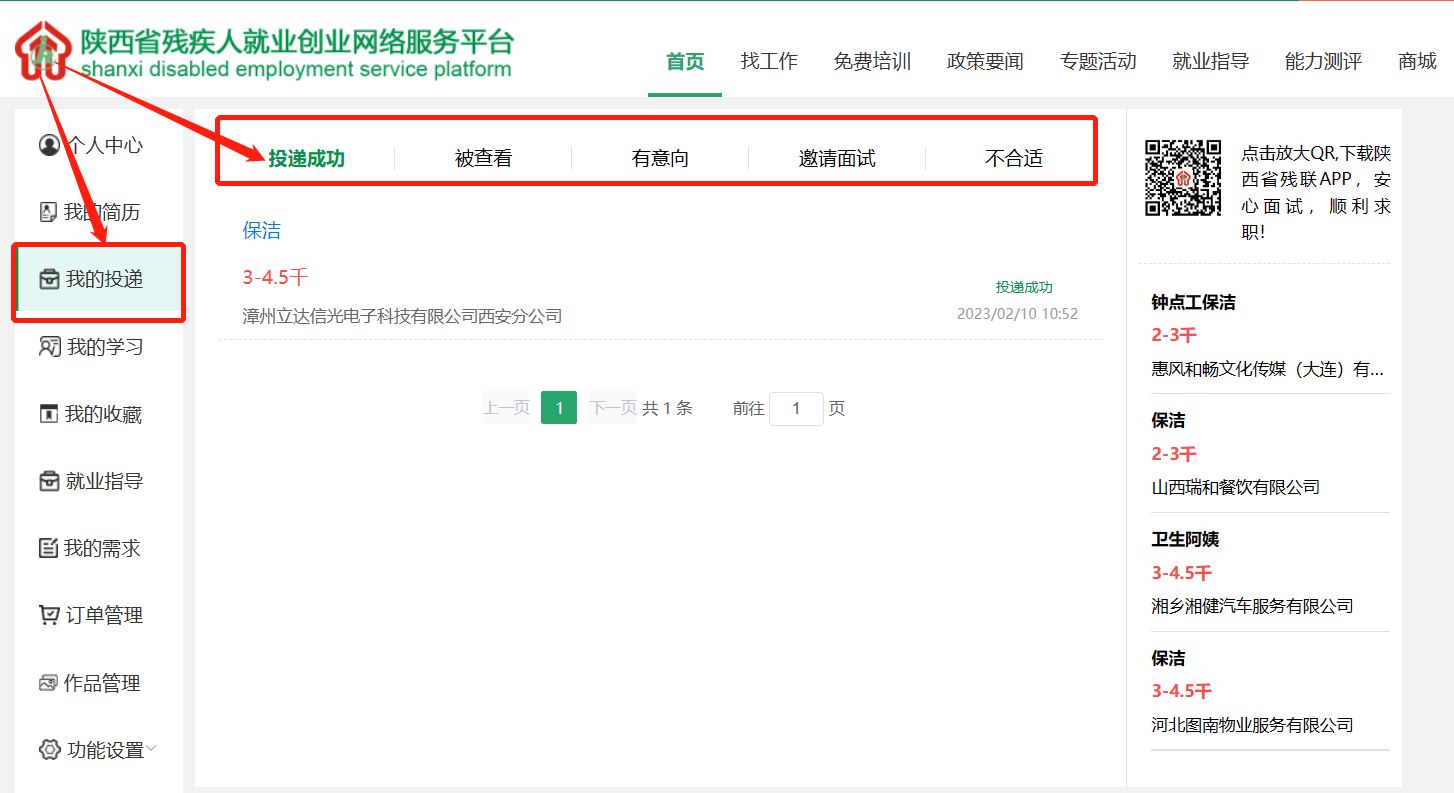 陕西省残疾人就业创业网络服务平台
shanxi disabled employment service platform
首页 找工作 免费培训 政策要闻 专题活动 就业指导 能力测评 商城
个人中心
我的简历
我的投递
我的学习
我的收藏
就业指导
我的需求
订单管理
作品管理
功能设置
投递成功 被查看 有意向 邀请面试 不合适
保洁
3-4.5千
投递成功
漳州立达信光电子科技有限公司西安分公司
2023/02/10 10:52
上一页 1 下一页 共 1 条 前往 1 页
点击放大QR,下载陕
西省残联APP，安
心面试，顺利求
职!
钟点工保洁
2-3千
惠风和畅文化传媒（大连）有...
保洁
2-3千
山西瑞和餐饮有限公司
卫生阿姨
3-4.5千
湘乡湘健汽车服务有限公司
保洁
3-4.5千
河北图南物业服务有限公司